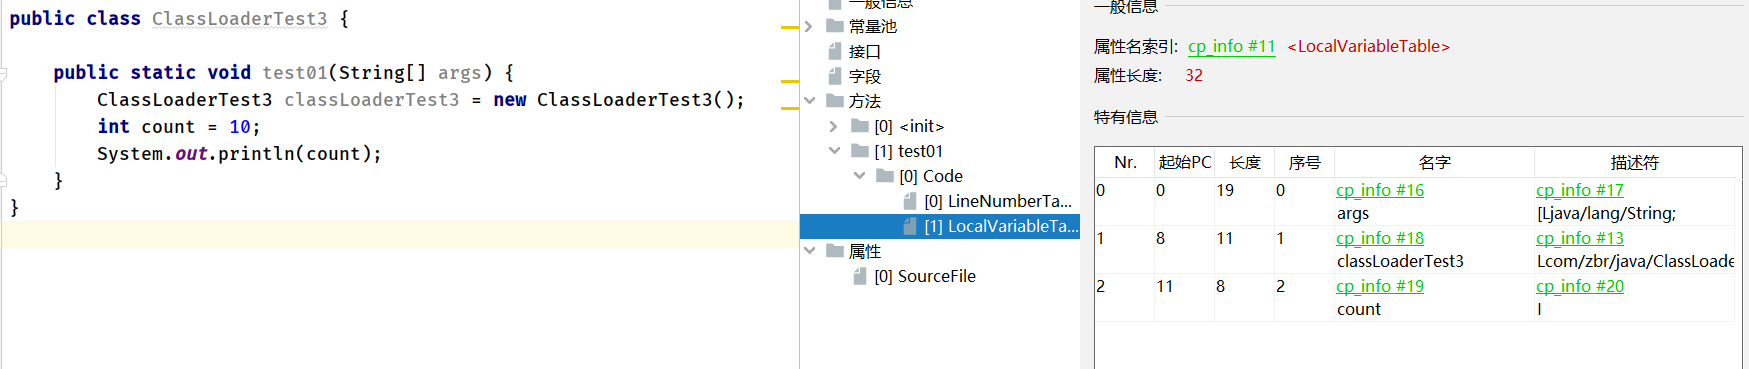 public class ClassLoaderTest3 {
public static void test01(String[] args) {
ClassLoaderTest3 classLoaderTest3 = new ClassLoaderTest3();
int count = 10;
System.out.println(count);
}
}
一般信息
常量池
接口
字段
方法
[0] <init>
[1] test01
[0] Code
[0] LineNumberTa...
[1] LocalVariableTa...
属性
[0] SourceFile
一般信息
属性名索引: cp_info #11 <LocalVariableTable>
属性长度: 32
特有信息
Nr. 起始PC 长度 序号 名字 描述符
0 0 19 0 cp_info #16 cp_info #17
args [Ljava/lang/String;
1 8 11 1 cp_info #18 cp_info #13
classLoaderTest3 Lcom/zbr/java/ClassLoade
2 11 8 2 cp_info #19 cp_info #20
count I